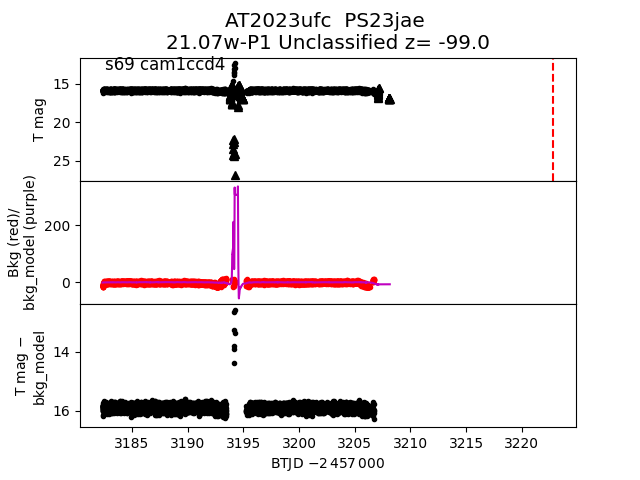 AT2023ufc  PS23jae
21.07w-P1 Unclassified z= -99.0
s69 cam1ccd4
T mag
15
20
25
Bkg (red)/
bkg_model (purple)
200
0
T mag −
bkg_model
14
16
3185 3190 3195 3200 3205 3210 3215 3220
BTJD −2 457 000